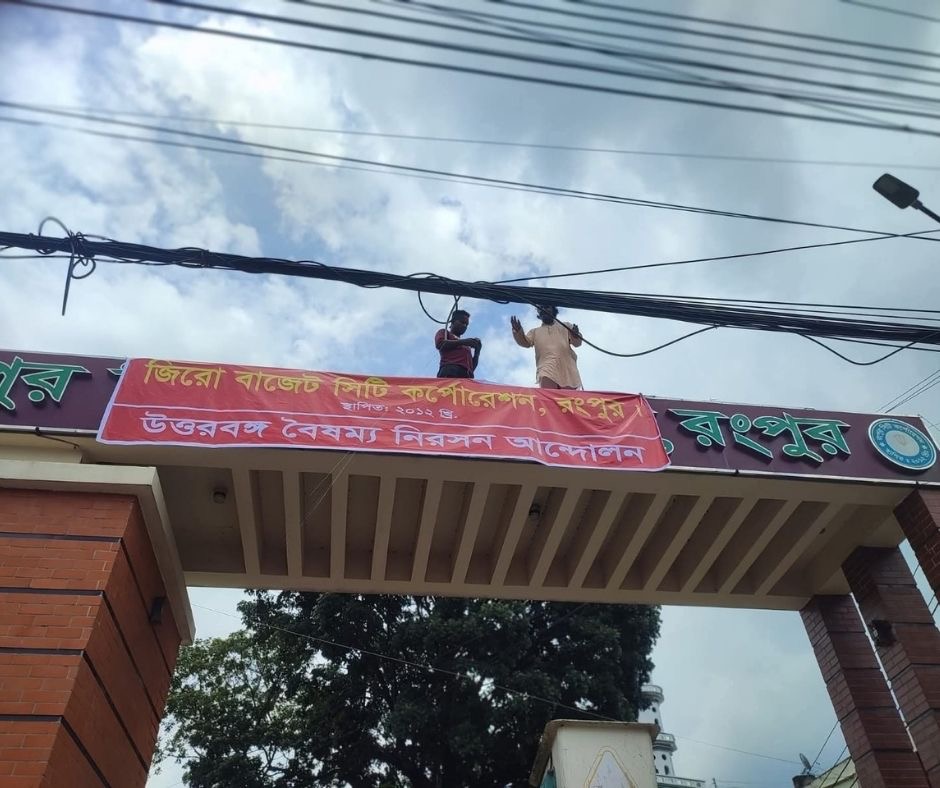 জিরো বাজেট সিটি কর্পোরেশন, রংপুর।
স্থাপিত: ২০১২ খ্রি.
উত্তরবঙ্গ বৈষম্য নিরসন আন্দোলন
পুর
, রংপুর